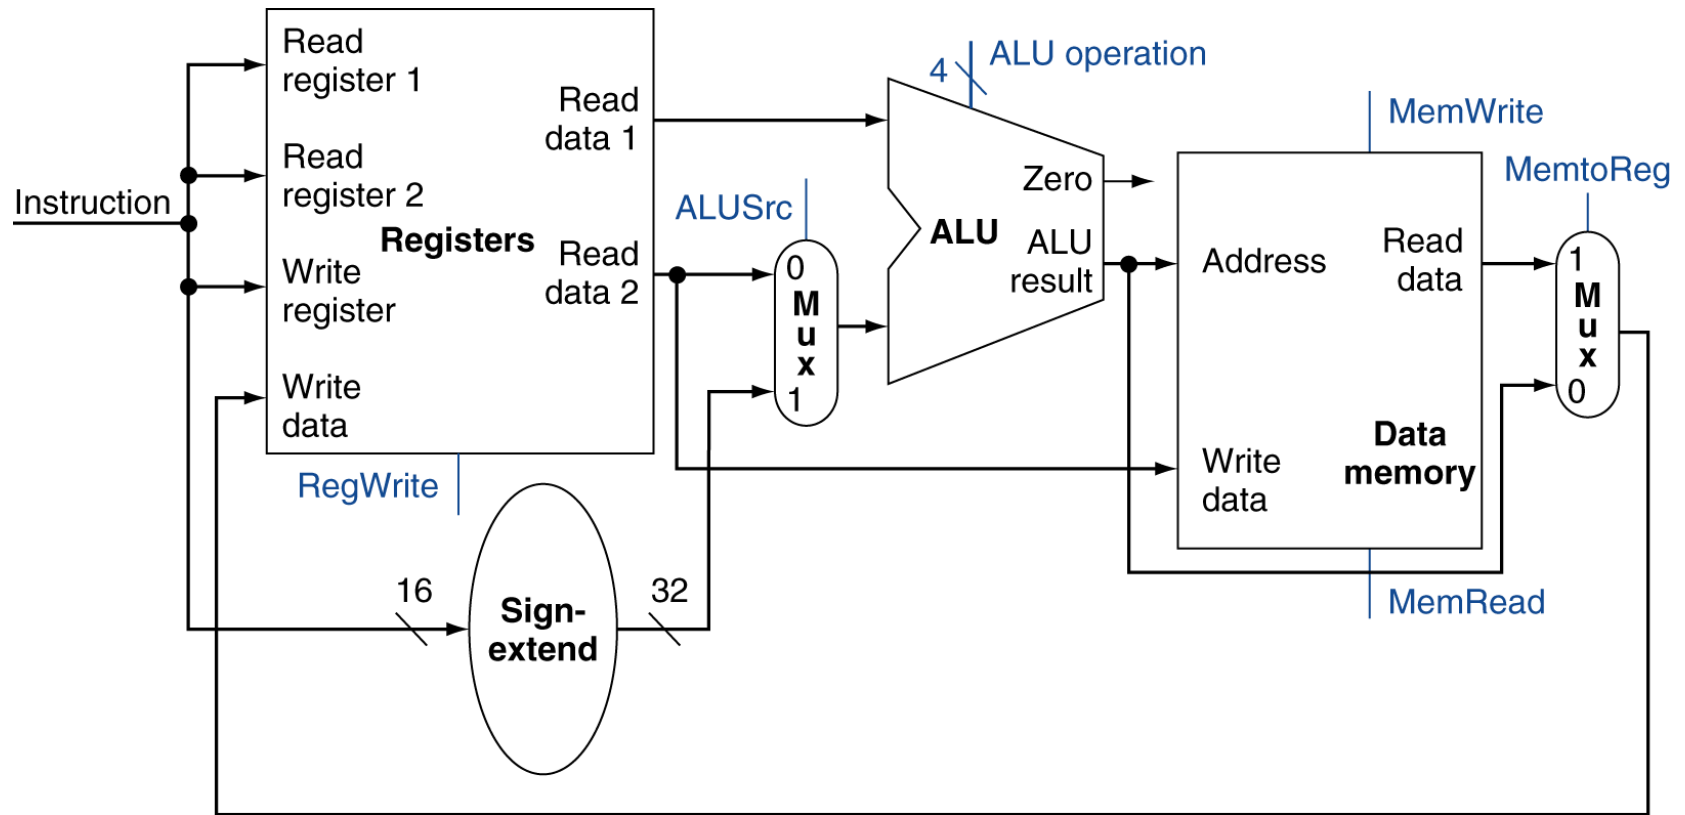 Instruction
Read
register 1
Read
register 2
Write
register
Write
data
Registers
Read
data 1
Read
data 2
RegWrite
16
Sign-
extend
32
ALUSrc
0
M
u
x
1
4
ALU operation
ALU
Zero
ALU
result
MemWrite
Address
Read
data
Write
data
Data
memory
MemRead
MemtoReg
1
M
u
x
0